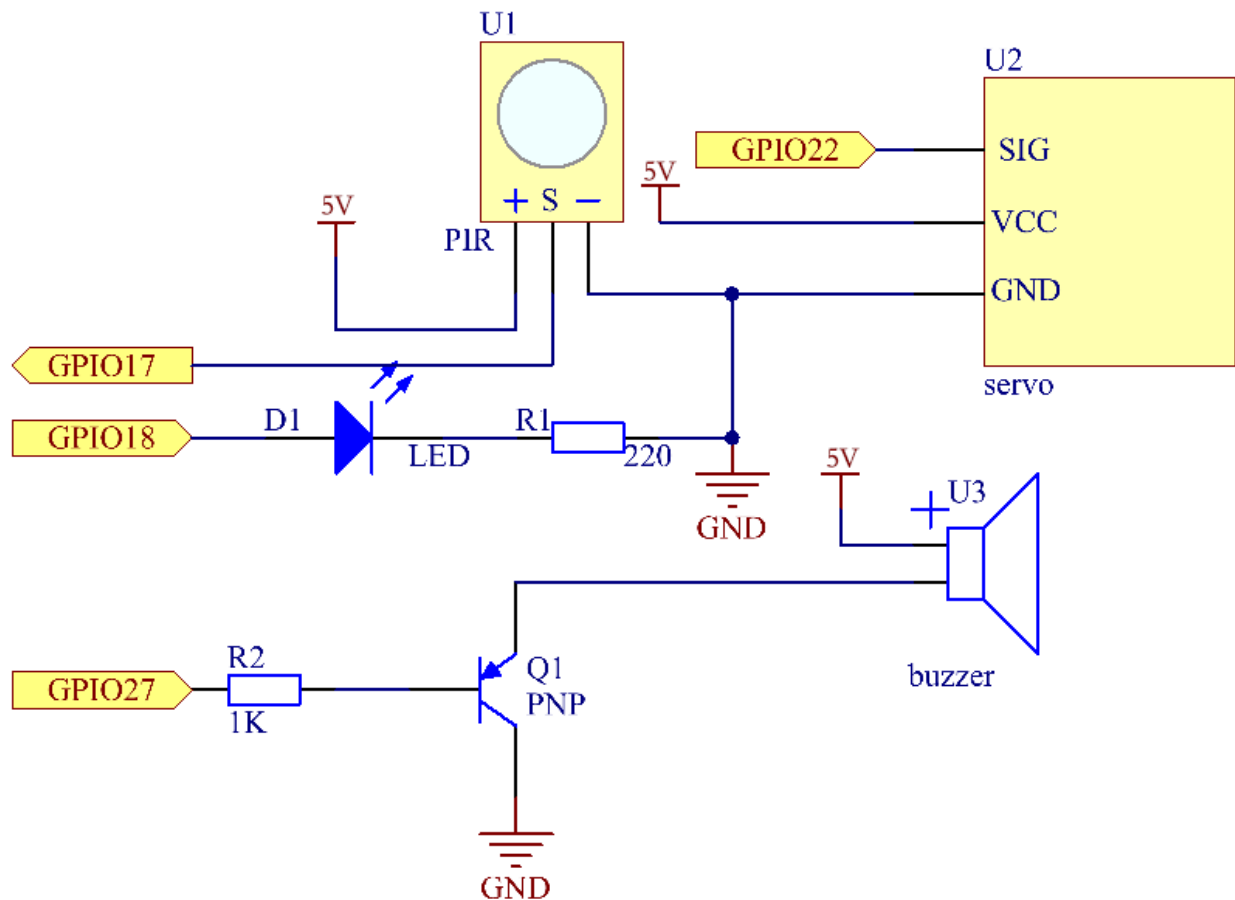 U1
U2
GPIO22
SIG
5V
5V
+ S −
PIR
VCC
GND
GPIO17
servo
GPIO18
D1
LED
R1
220
5V
+
U3
GND
R2
Q1
buzzer
GPIO27
PNP
1K
GND